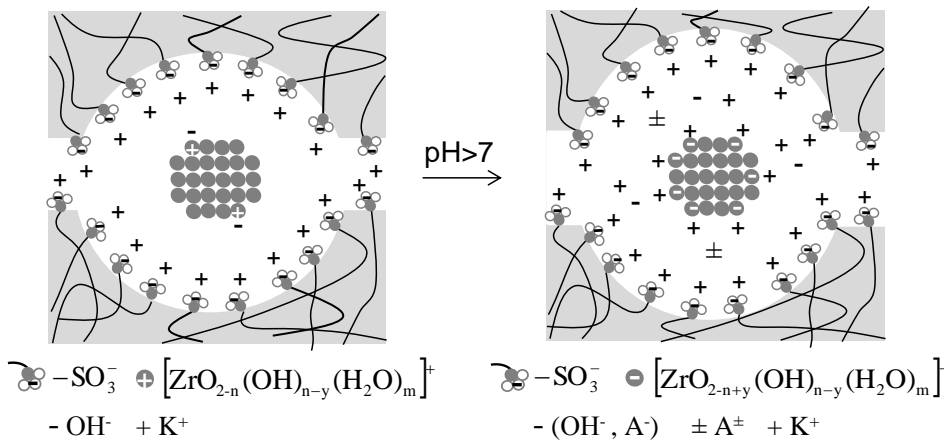 pH>7
–SO₃⁻ [ZrO₂₋ₙ(OH)ₙ₋ᵧ(H₂O)ₘ]⁺
- OH⁻ + K⁺
–SO₃⁻ [ZrO₂₋ₙ₊ᵧ(OH)ₙ₋ᵧ(H₂O)ₘ]⁻
- (OH⁻, A⁻) ± A^± + K⁺